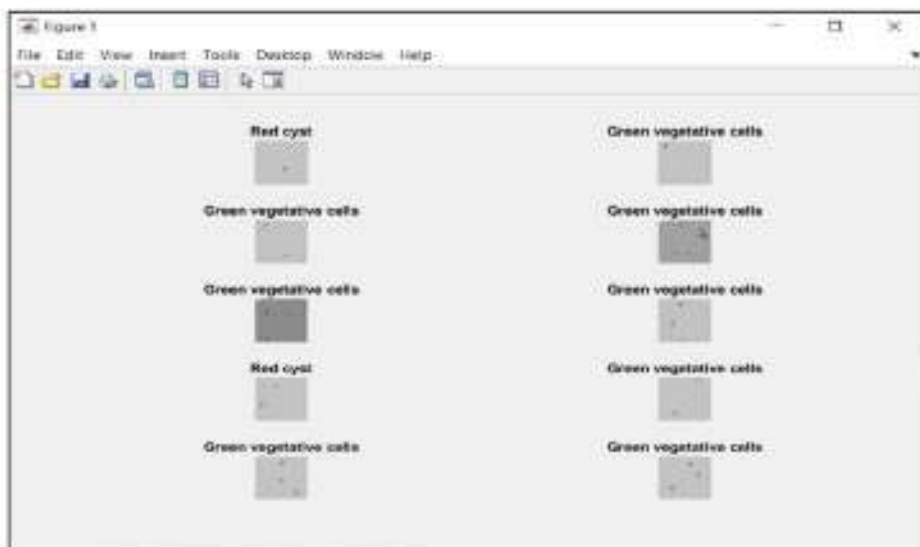 Figure 1
File Edit View Insert Tools Desktop Window Help
Red cyst
Green vegetative cells
Green vegetative cells
Green vegetative cells
Green vegetative cells
Green vegetative cells
Red cyst
Green vegetative cells
Green vegetative cells
Green vegetative cells